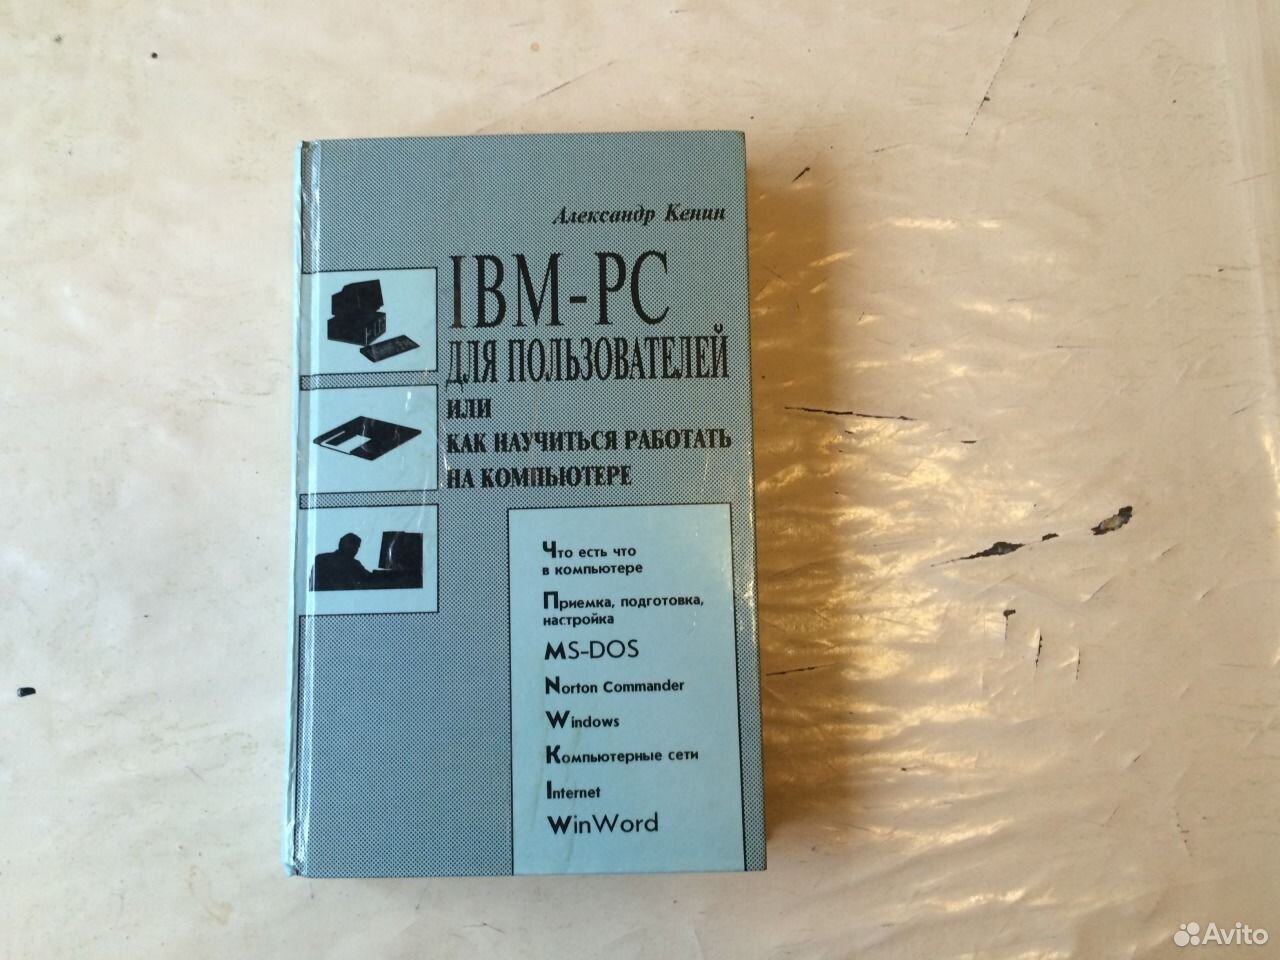 Александр Кенин
IBM-PC
ДЛЯ ПОЛЬЗОВАТЕЛЕЙ
ИЛИ
КАК НАУЧИТЬСЯ РАБОТАТЬ
НА КОМПЬЮТЕРЕ
Что есть что
в компьютере
Приемка, подготовка,
настройка
MS-DOS
Norton Commander
Windows
Компьютерные сети
Internet
WinWord
Avito